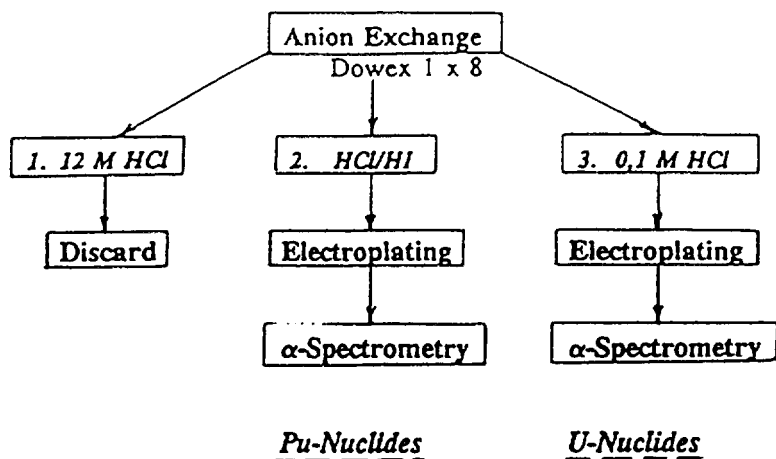 Anion Exchange
Dowex 1 x 8
1. 12 M HCl
2. HCl/HI
3. 0,1 M HCl
Discard
Electroplating
Electroplating
α-Spectrometry
α-Spectrometry
Pu-Nuclides
U-Nuclides